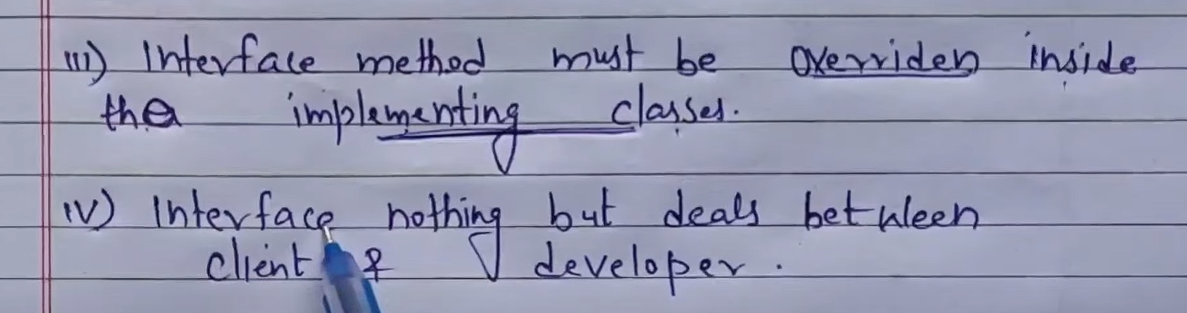 III) Interface method must be overriden inside
the implementing classes.
IV) Interface nothing but deals between
client & developer.